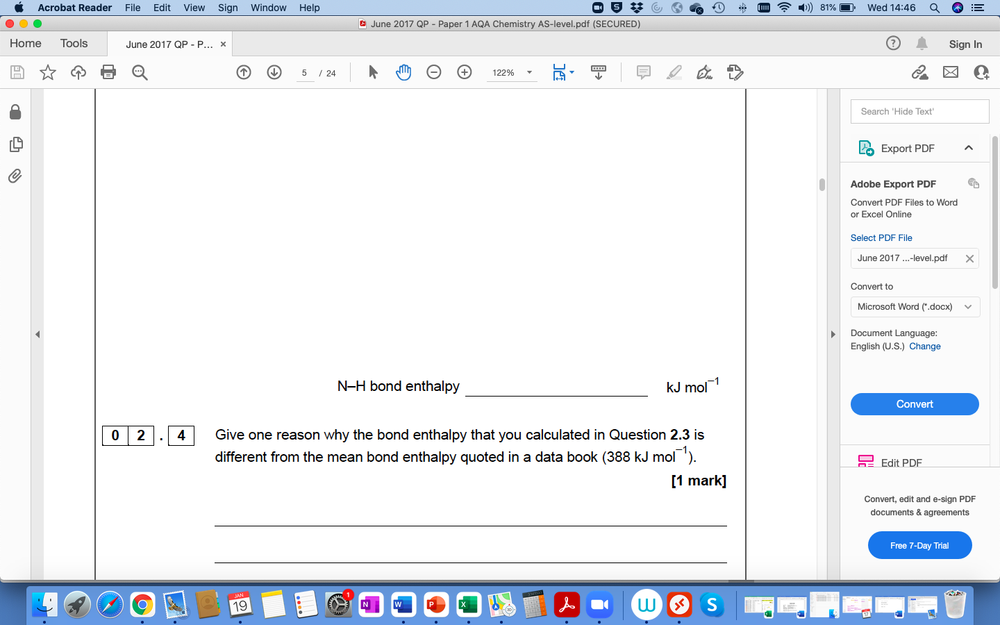 Acrobat Reader File Edit View Sign Window Help 81% Wed 14:46
June 2017 QP - Paper 1 AQA Chemistry AS-level.pdf (SECURED)
Home Tools June 2017 QP - P... × Sign In
5 / 24 122%
Search 'Hide Text'
Export PDF
Adobe Export PDF
Convert PDF Files to Word
or Excel Online
Select PDF File
June 2017 ...-level.pdf
Convert to
Microsoft Word (*.docx)
Document Language:
English (U.S.) Change
Convert
Edit PDF
Convert, edit and e-sign PDF
documents & agreements
Free 7-Day Trial
N–H bond enthalpy kJ mol⁻¹
0 2 . 4 Give one reason why the bond enthalpy that you calculated in Question 2.3 is
different from the mean bond enthalpy quoted in a data book (388 kJ mol⁻¹).
[1 mark]
JAN
19
1
N
W
P
X
3D
W
S
17